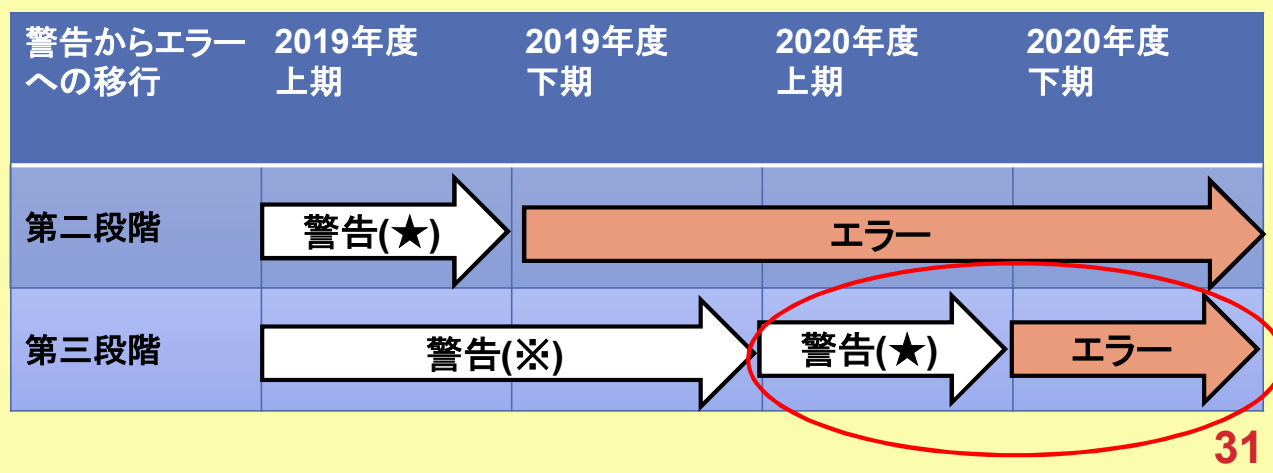 警告からエラー 2019年度 2019年度 2020年度 2020年度
への移行 上期 下期 上期 下期
第二段階 警告(★) エラー
第三段階 警告(※) 警告(★) エラー
31